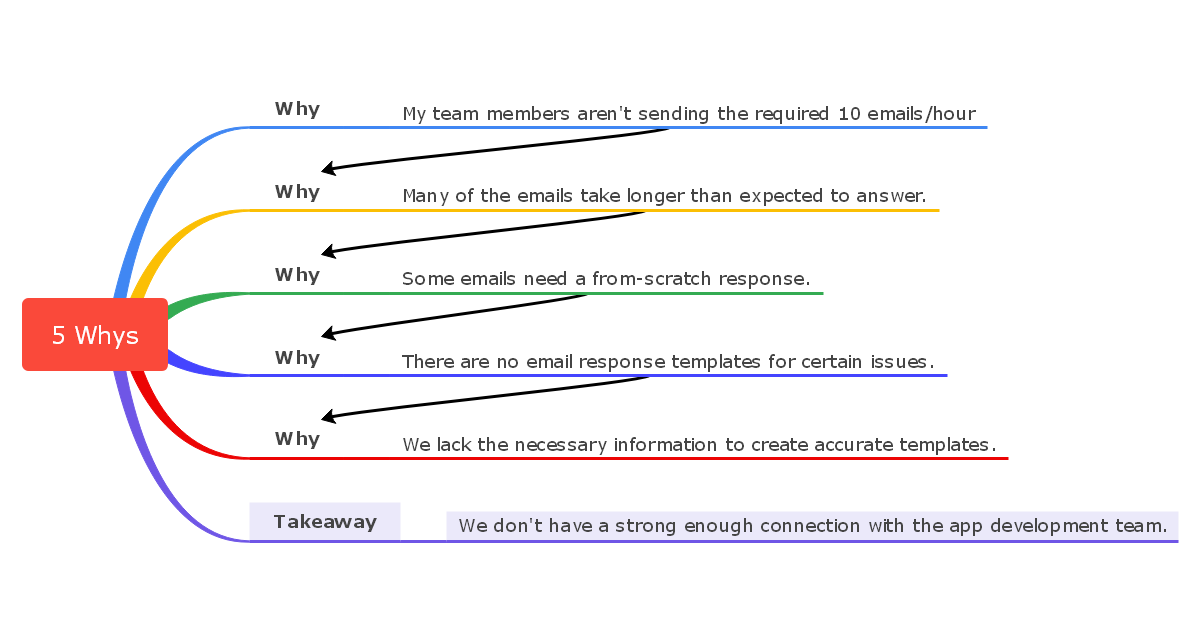 Why
My team members aren't sending the required 10 emails/hour
Why
Many of the emails take longer than expected to answer.
Why
Some emails need a from-scratch response.
5 Whys
Why
There are no email response templates for certain issues.
Why
We lack the necessary information to create accurate templates.
Takeaway
We don't have a strong enough connection with the app development team.